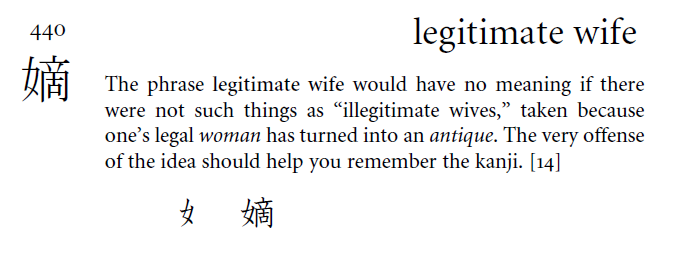 440
legitimate wife
嫡
The phrase legitimate wife would have no meaning if there
were not such things as “illegitimate wives,” taken because
one’s legal woman has turned into an antique. The very offense
of the idea should help you remember the kanji. [14]
女 嫡